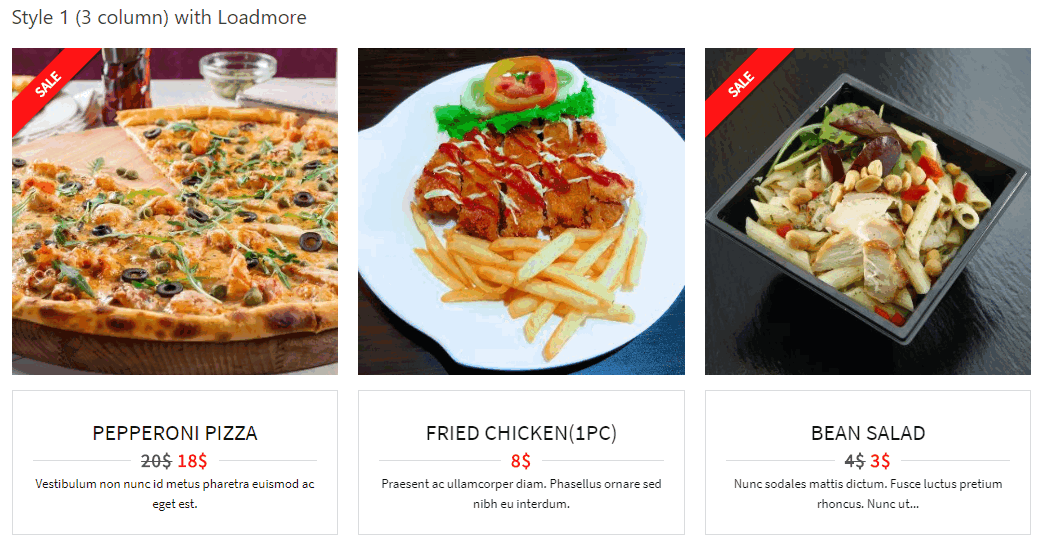 Style 1 (3 column) with Loadmore
SALE
SALE
PEPPERONI PIZZA
20$ 18$
Vestibulum non nunc id metus pharetra euismod ac
eget est.
FRIED CHICKEN(1PC)
8$
Praesent ac ullamcorper diam. Phasellus ornare sed
nibh eu interdum.
BEAN SALAD
4$ 3$
Nunc sodales mattis dictum. Fusce luctus pretium
rhoncus. Nunc ut...